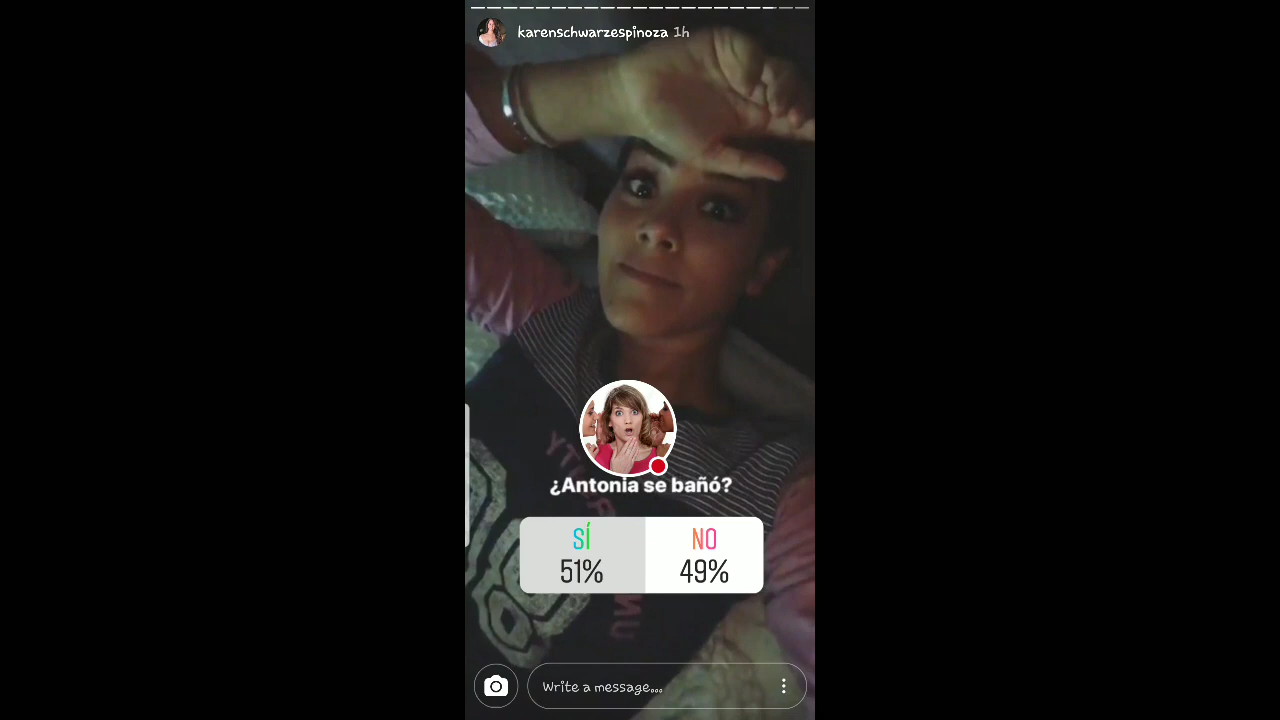 karenschwarzespinoza 1h
¿Antonia se bañó?
SÍ NO
51% 49%
Write a message...